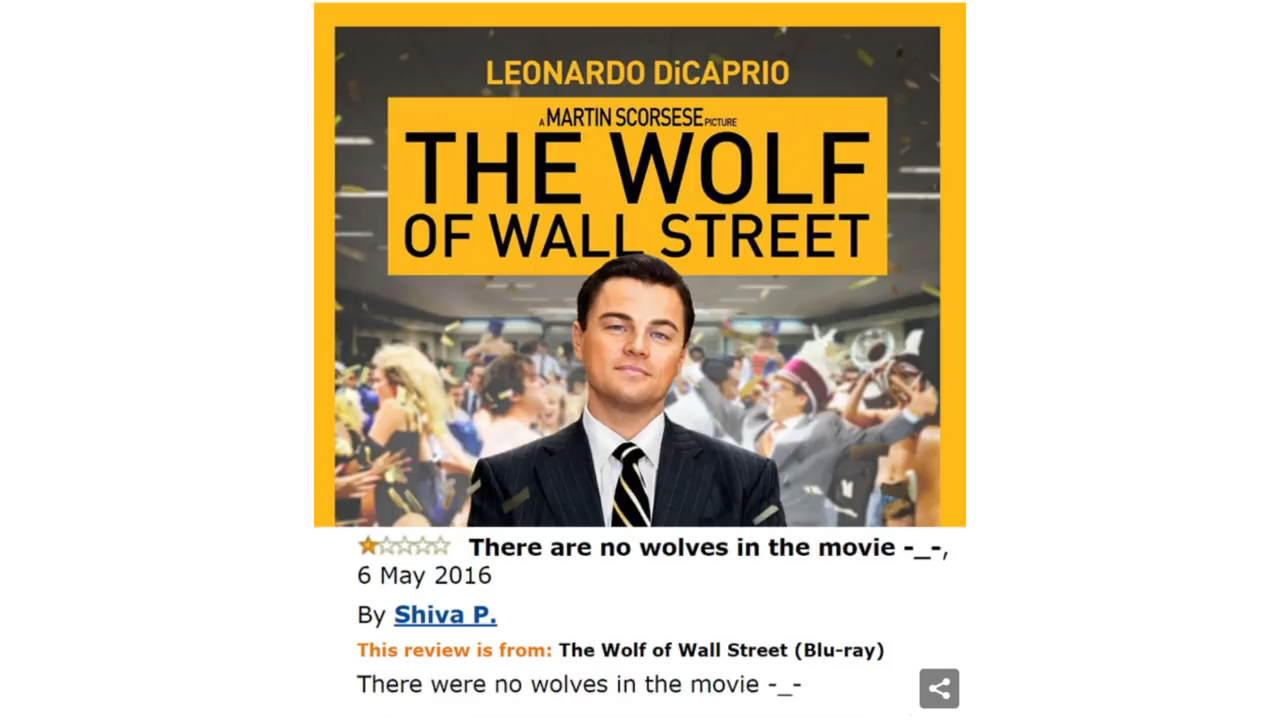 LEONARDO DiCAPRIO
A MARTIN SCORSESE PICTURE
THE WOLF
OF WALL STREET
There are no wolves in the movie -_-,
6 May 2016
By Shiva P.
This review is from: The Wolf of Wall Street (Blu-ray)
There were no wolves in the movie -_-